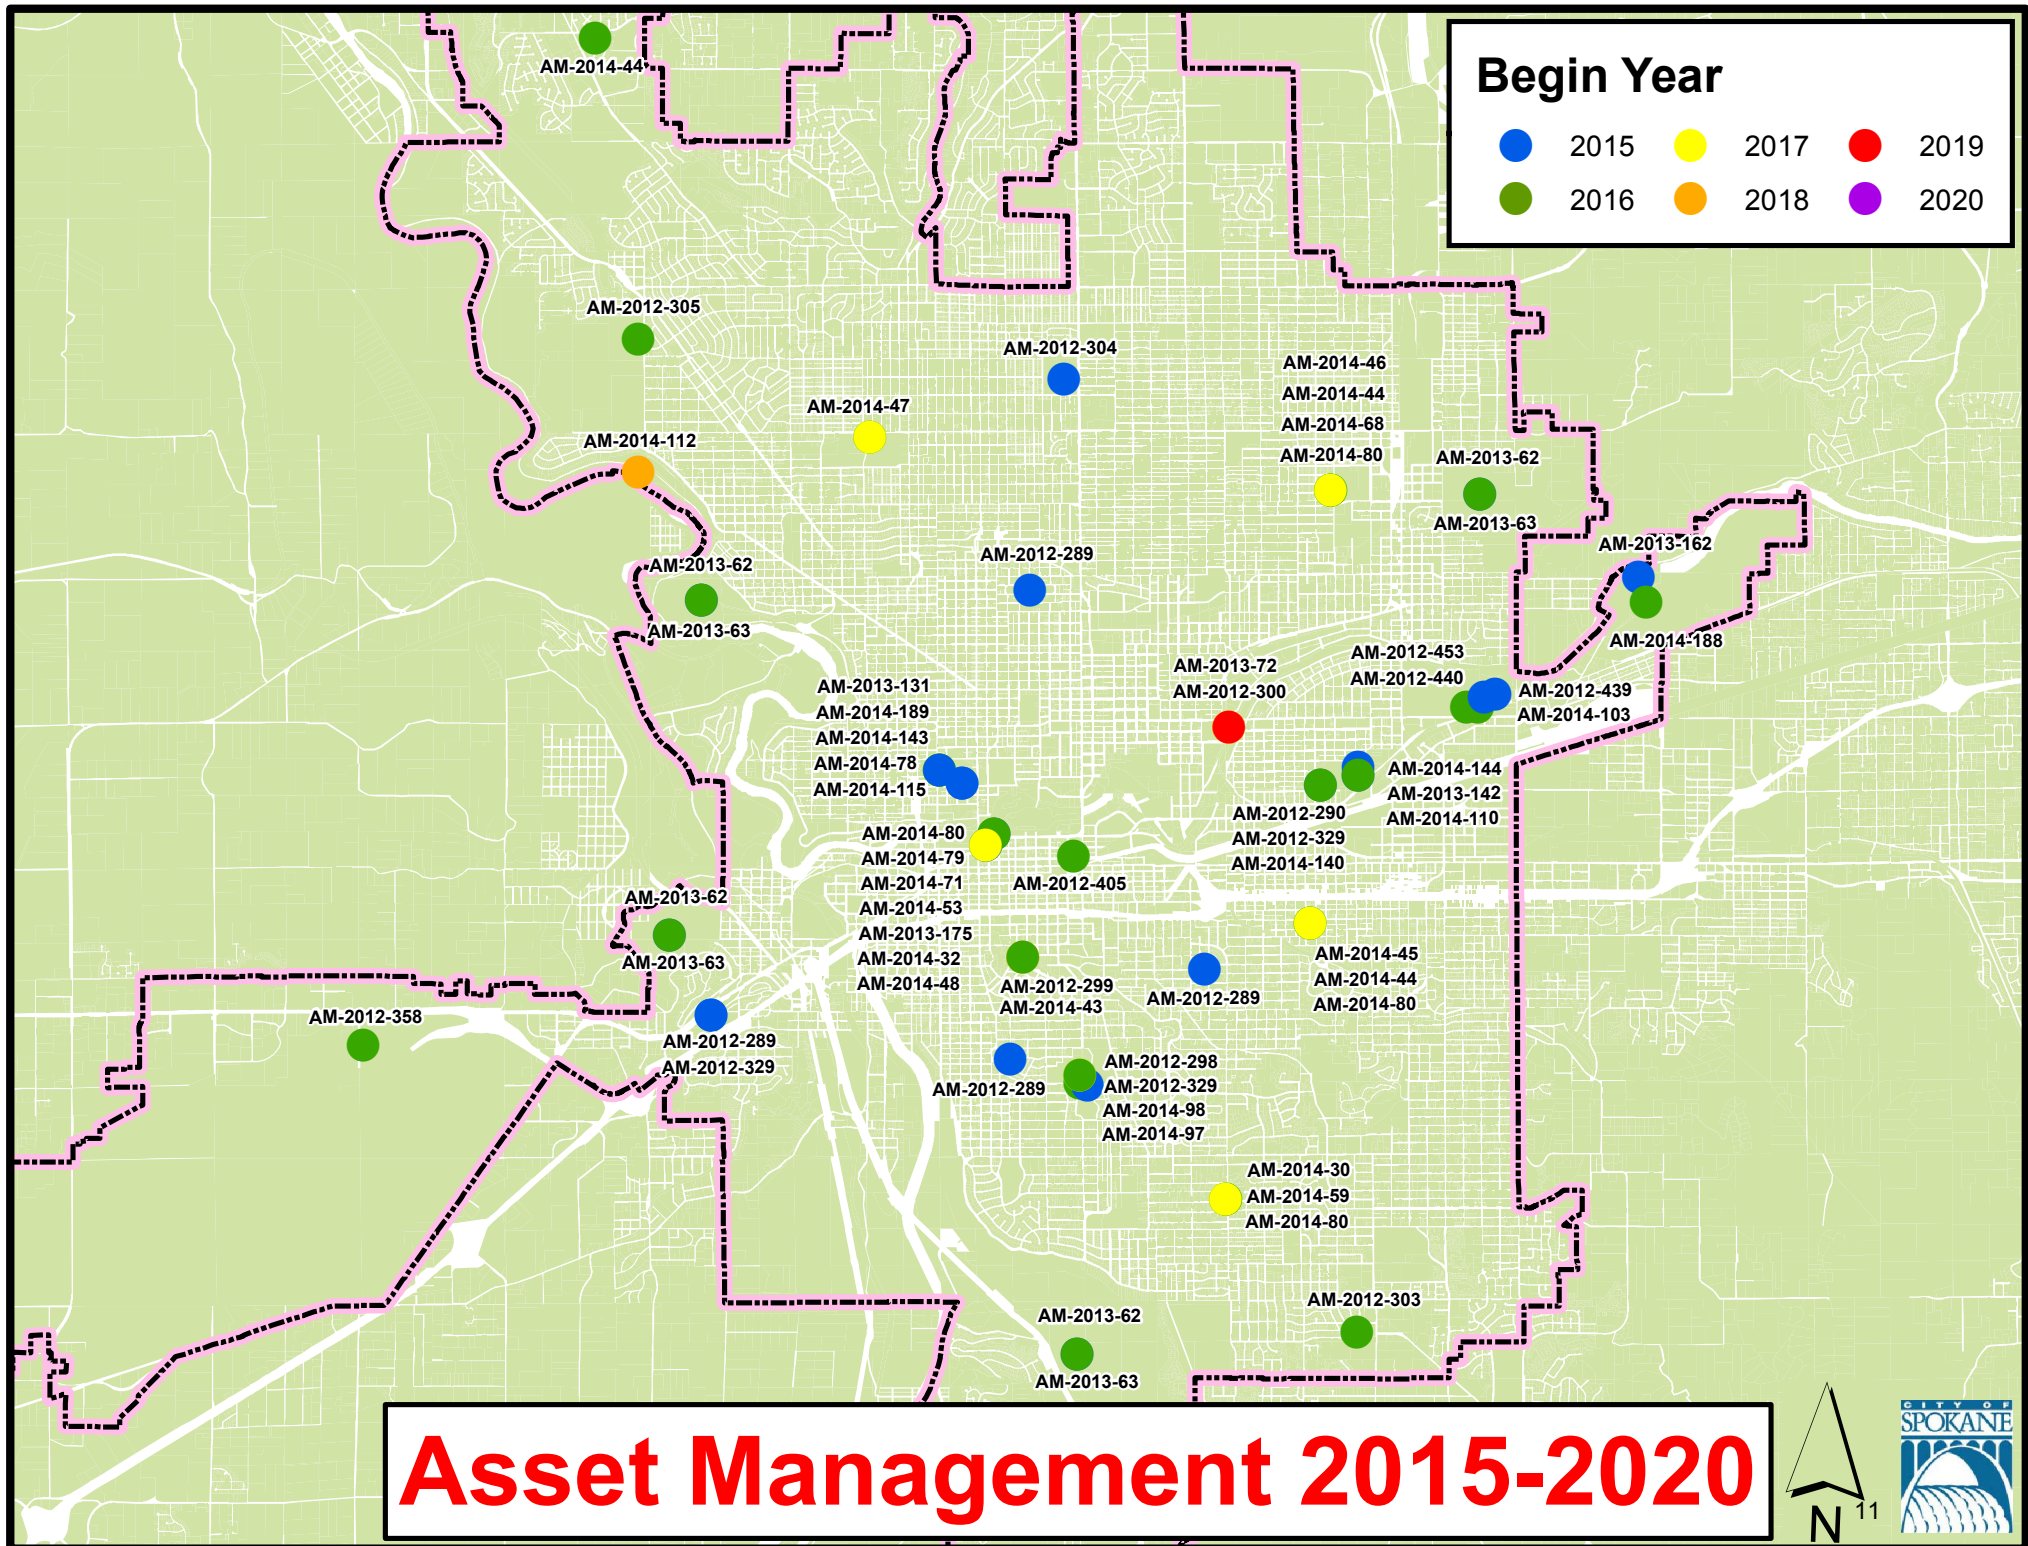 Begin Year
2015
2017
2019
2016
2018
2020
AM-2014-44
AM-2012-305
AM-2012-304
AM-2014-46
AM-2014-44
AM-2014-68
AM-2014-80
AM-2014-47
AM-2014-112
AM-2013-62
AM-2013-63
AM-2013-162
AM-2014-188
AM-2012-289
AM-2013-62
AM-2013-63
AM-2012-453
AM-2012-440
AM-2012-439
AM-2014-103
AM-2013-72
AM-2012-300
AM-2013-131
AM-2014-189
AM-2014-143
AM-2014-78
AM-2014-115
AM-2014-144
AM-2013-142
AM-2014-110
AM-2012-290
AM-2012-329
AM-2014-140
AM-2014-80
AM-2014-79
AM-2014-71
AM-2014-53
AM-2013-175
AM-2014-32
AM-2014-48
AM-2012-405
AM-2013-62
AM-2013-63
AM-2014-45
AM-2014-44
AM-2014-80
AM-2012-299
AM-2014-43
AM-2012-289
AM-2012-358
AM-2012-289
AM-2012-329
AM-2012-289
AM-2012-298
AM-2012-329
AM-2014-98
AM-2014-97
AM-2014-30
AM-2014-59
AM-2014-80
AM-2012-303
AM-2013-62
AM-2013-63
Asset Management 2015-2020
N
11
CITY OF
SPOKANE